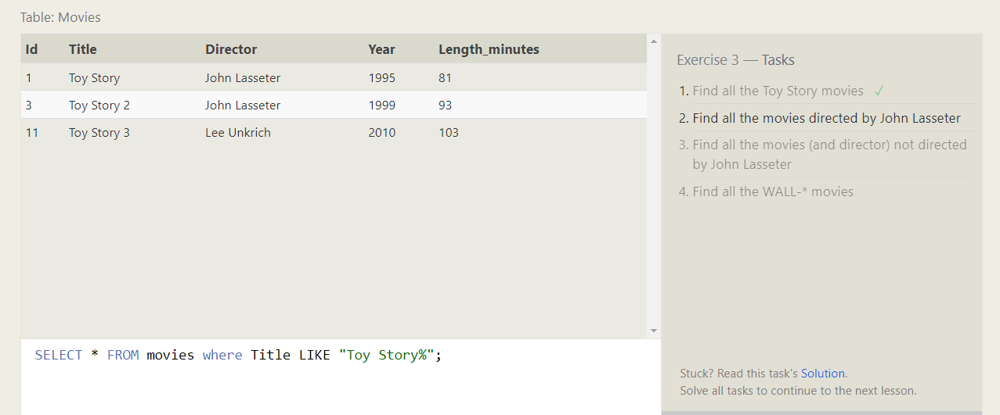 Table: Movies
Id Title Director Year Length_minutes
1 Toy Story John Lasseter 1995 81
3 Toy Story 2 John Lasseter 1999 93
11 Toy Story 3 Lee Unkrich 2010 103
SELECT * FROM movies where Title LIKE "Toy Story%";
Exercise 3 — Tasks
1. Find all the Toy Story movies ✓
2. Find all the movies directed by John Lasseter
3. Find all the movies (and director) not directed
by John Lasseter
4. Find all the WALL-* movies
Stuck? Read this task's Solution.
Solve all tasks to continue to the next lesson.